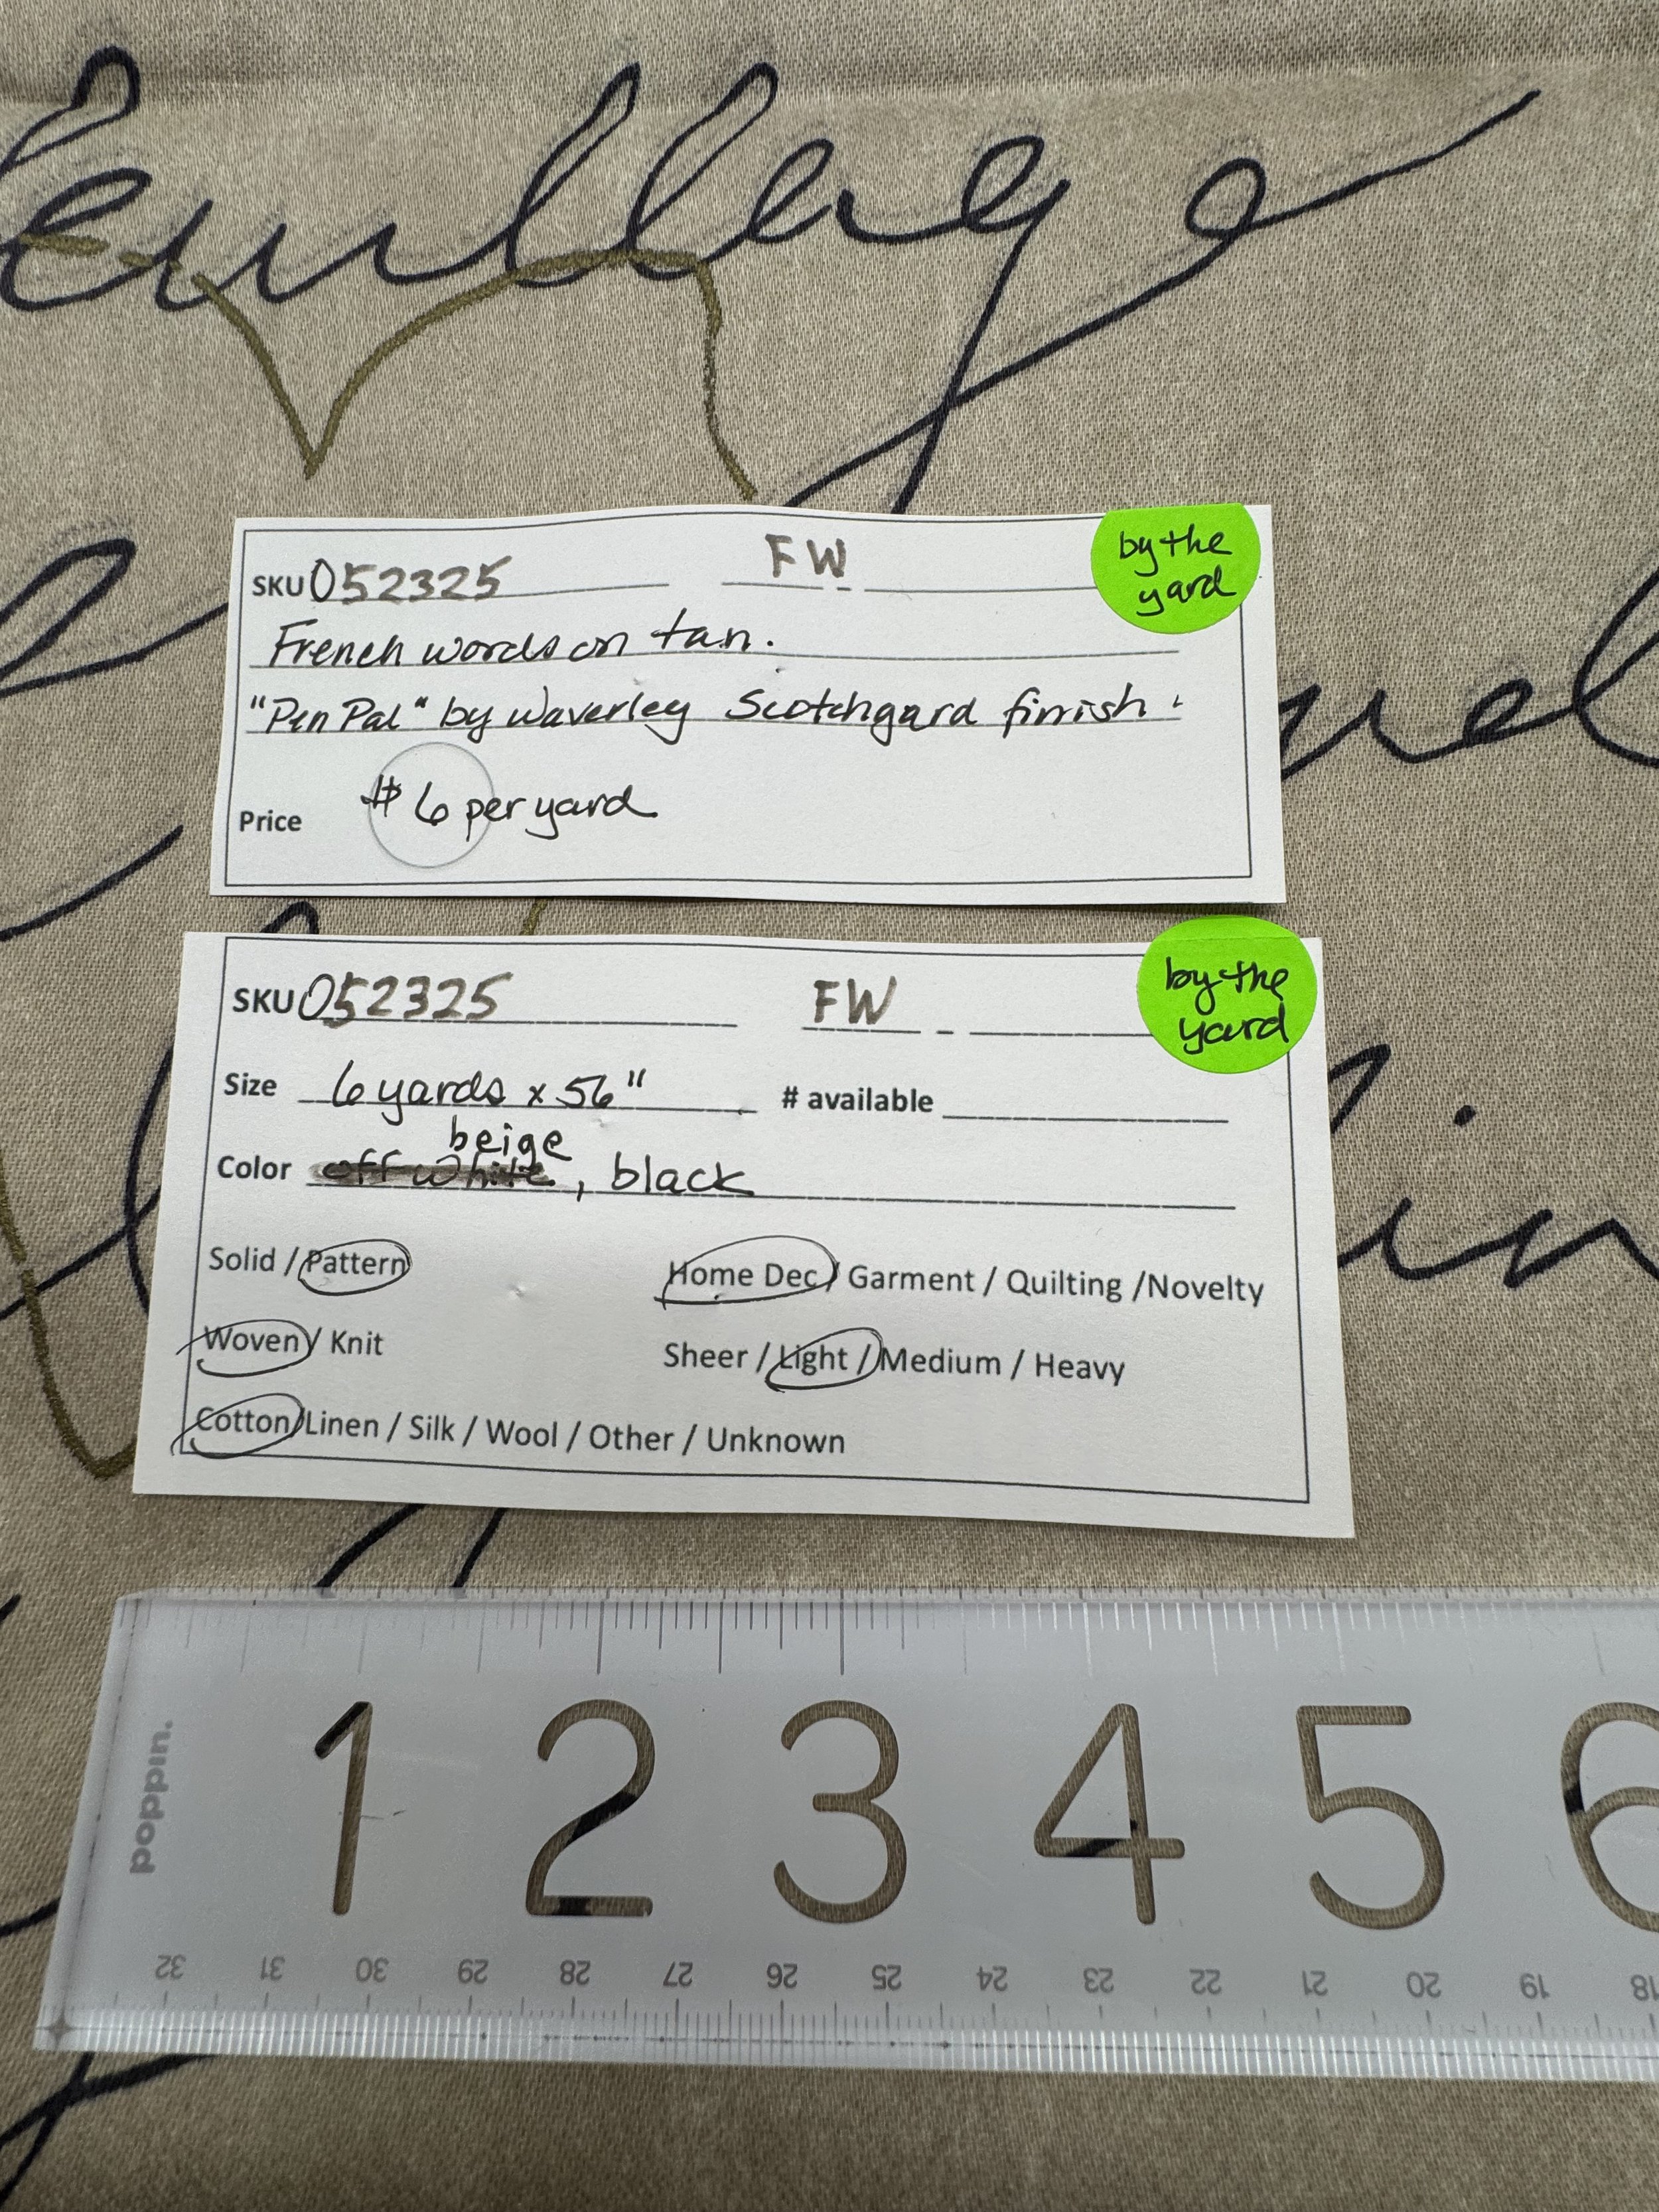 euillage
SKU 052325 FW -
by the
yard
French words on tan.
"Pen Pal" by Waverley Scotchgard finish.
Price $6 per yard
SKU 052325 FW -
by the
yard
Size 6 yards x 56" # available
beige
Color off white, black
Solid / Pattern Home Dec / Garment / Quilting /Novelty
Woven / Knit Sheer / Light / Medium / Heavy
Cotton/Linen / Silk / Wool / Other / Unknown
1 2 3 4 5 6
poppin.
32 31 30 29 28 27 26 25 24 23 22 21 20 19 18